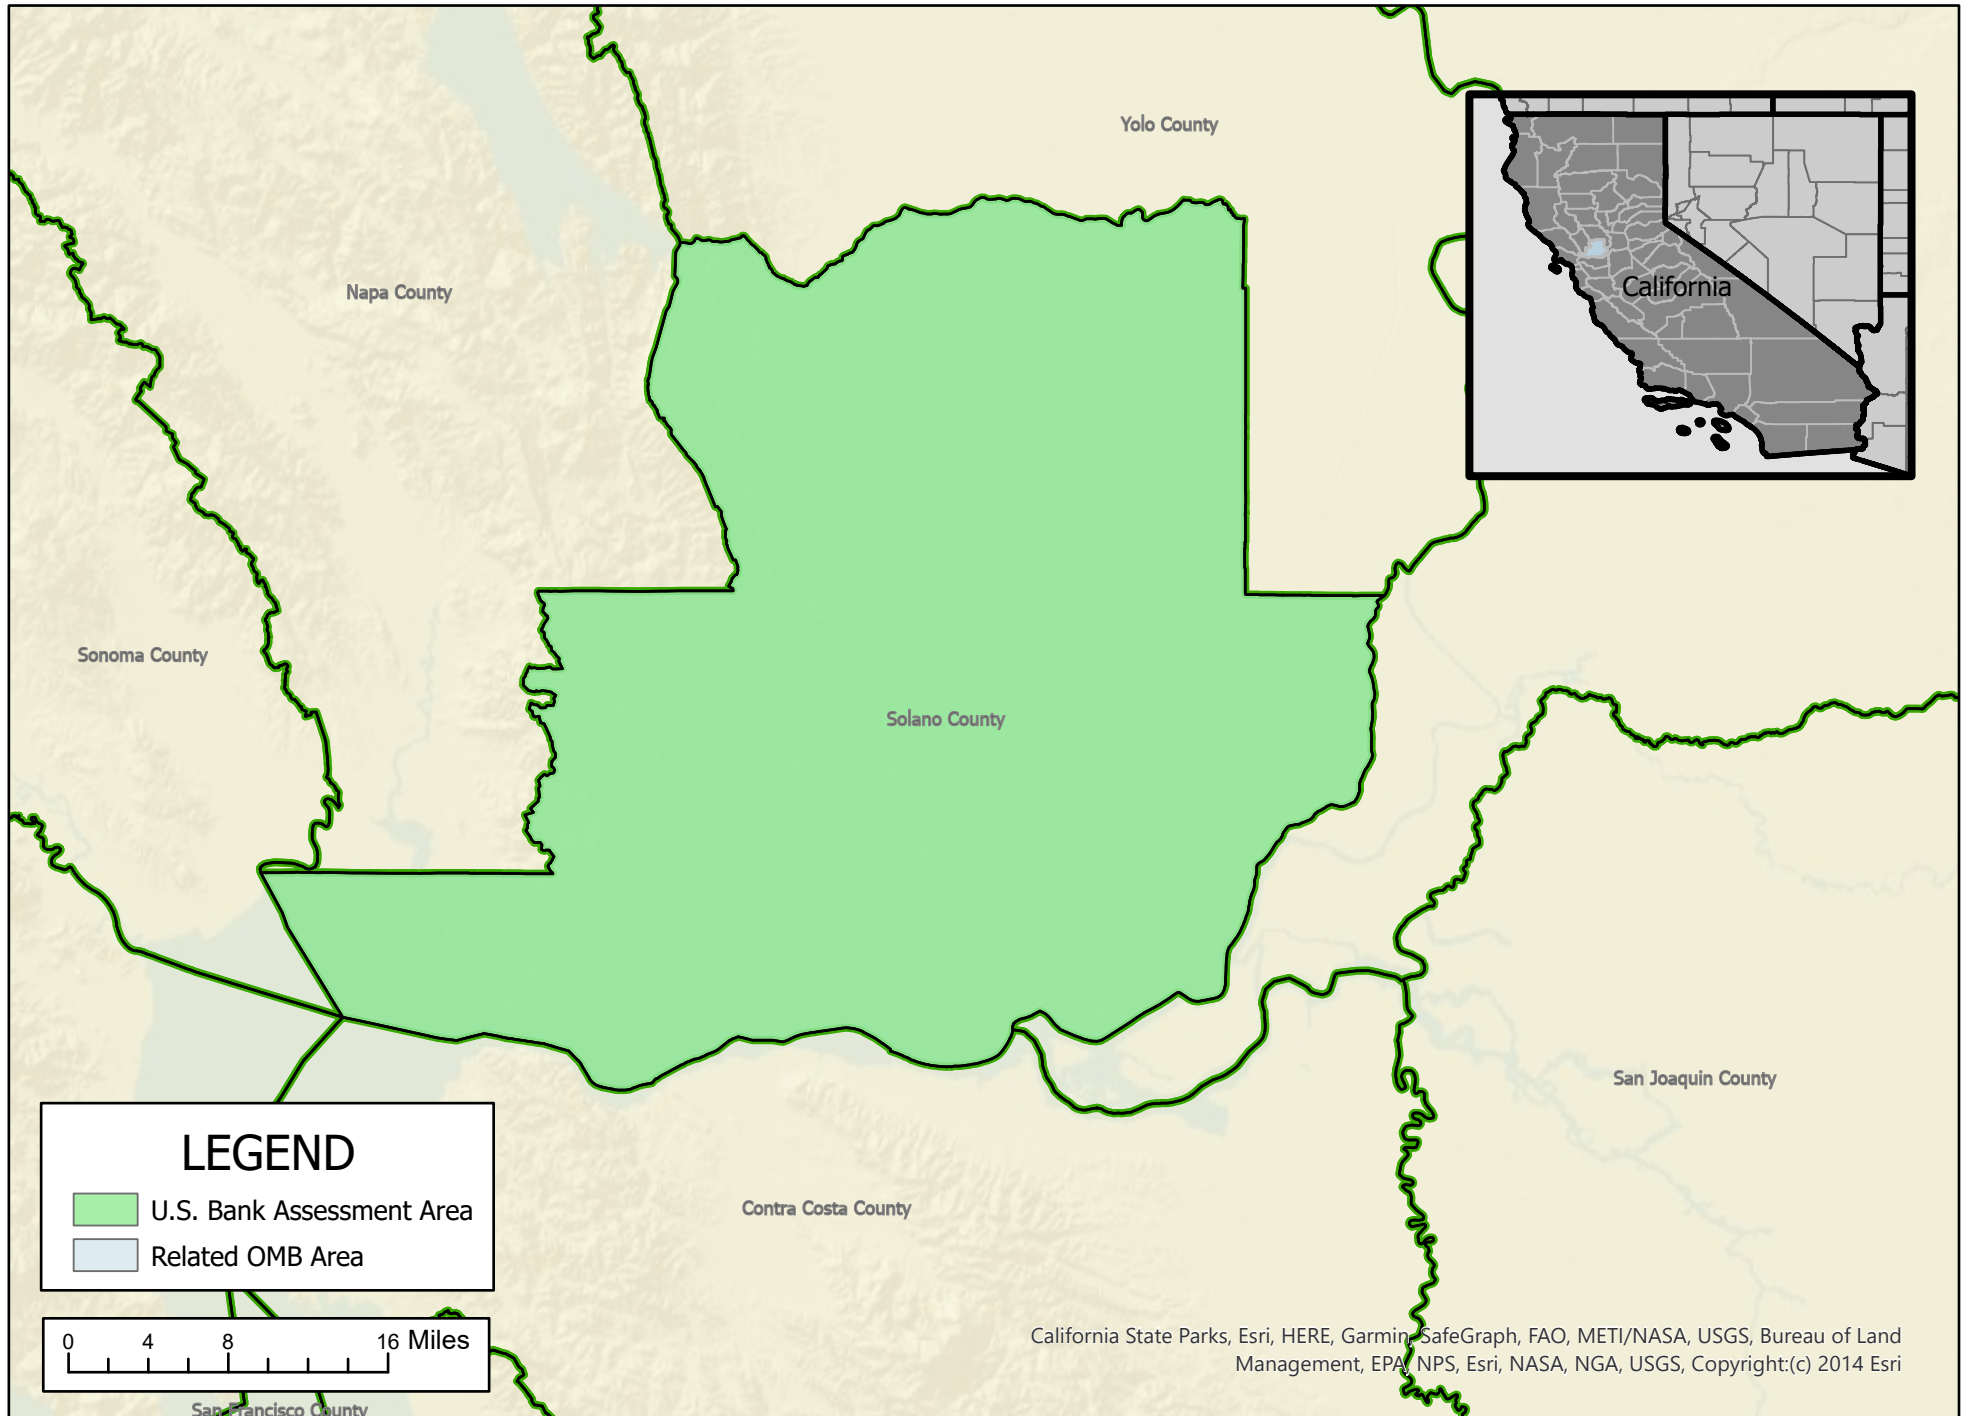 Yolo County
California
Napa County
Sonoma County
Solano County
San Joaquin County
Contra Costa County
LEGEND
U.S. Bank Assessment Area
Related OMB Area
0 4 8 16 Miles
California State Parks, Esri, HERE, Garmin, SafeGraph, FAO, METI/NASA, USGS, Bureau of Land
Management, EPA, NPS, Esri, NASA, NGA, USGS, Copyright:(c) 2014 Esri
San Francisco County